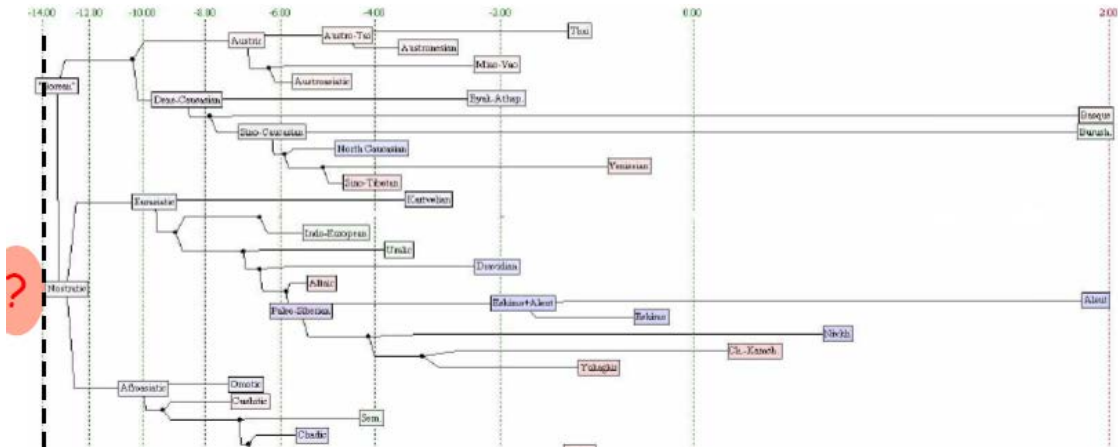 -14.00 -12.00 -10.00 -8.00 -6.00 -4.00 -2.00 0.00 2.00
Thai
Austric
Austro-Tai
Austronesian
Miao-Yao
Austroasiatic
"Borean"
Dene-Caucasian
Eyak-Athap.
Basque
Sino-Caucasian
Burush.
North Caucasian
Yenissian
Sino-Tibetan
Eurasiatic
Kartvelian
Indo-European
Uralic
Dravidian
?
Nostratic
Altaic
Paleo-Siberian
Eskimo+Aleut
Aleut
Eskimo
Nivkh
Ch.-Kamch.
Yukaghir
Afroasiatic
Omotic
Cushitic
Sem.
Chadic